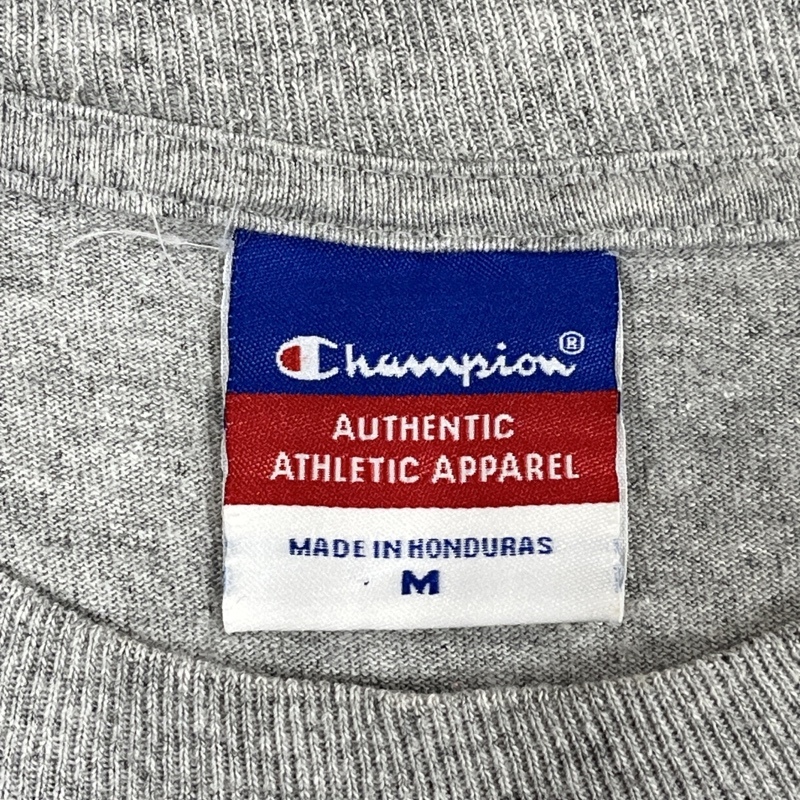 Champion®
AUTHENTIC
ATHLETIC APPAREL
MADE IN HONDURAS
M